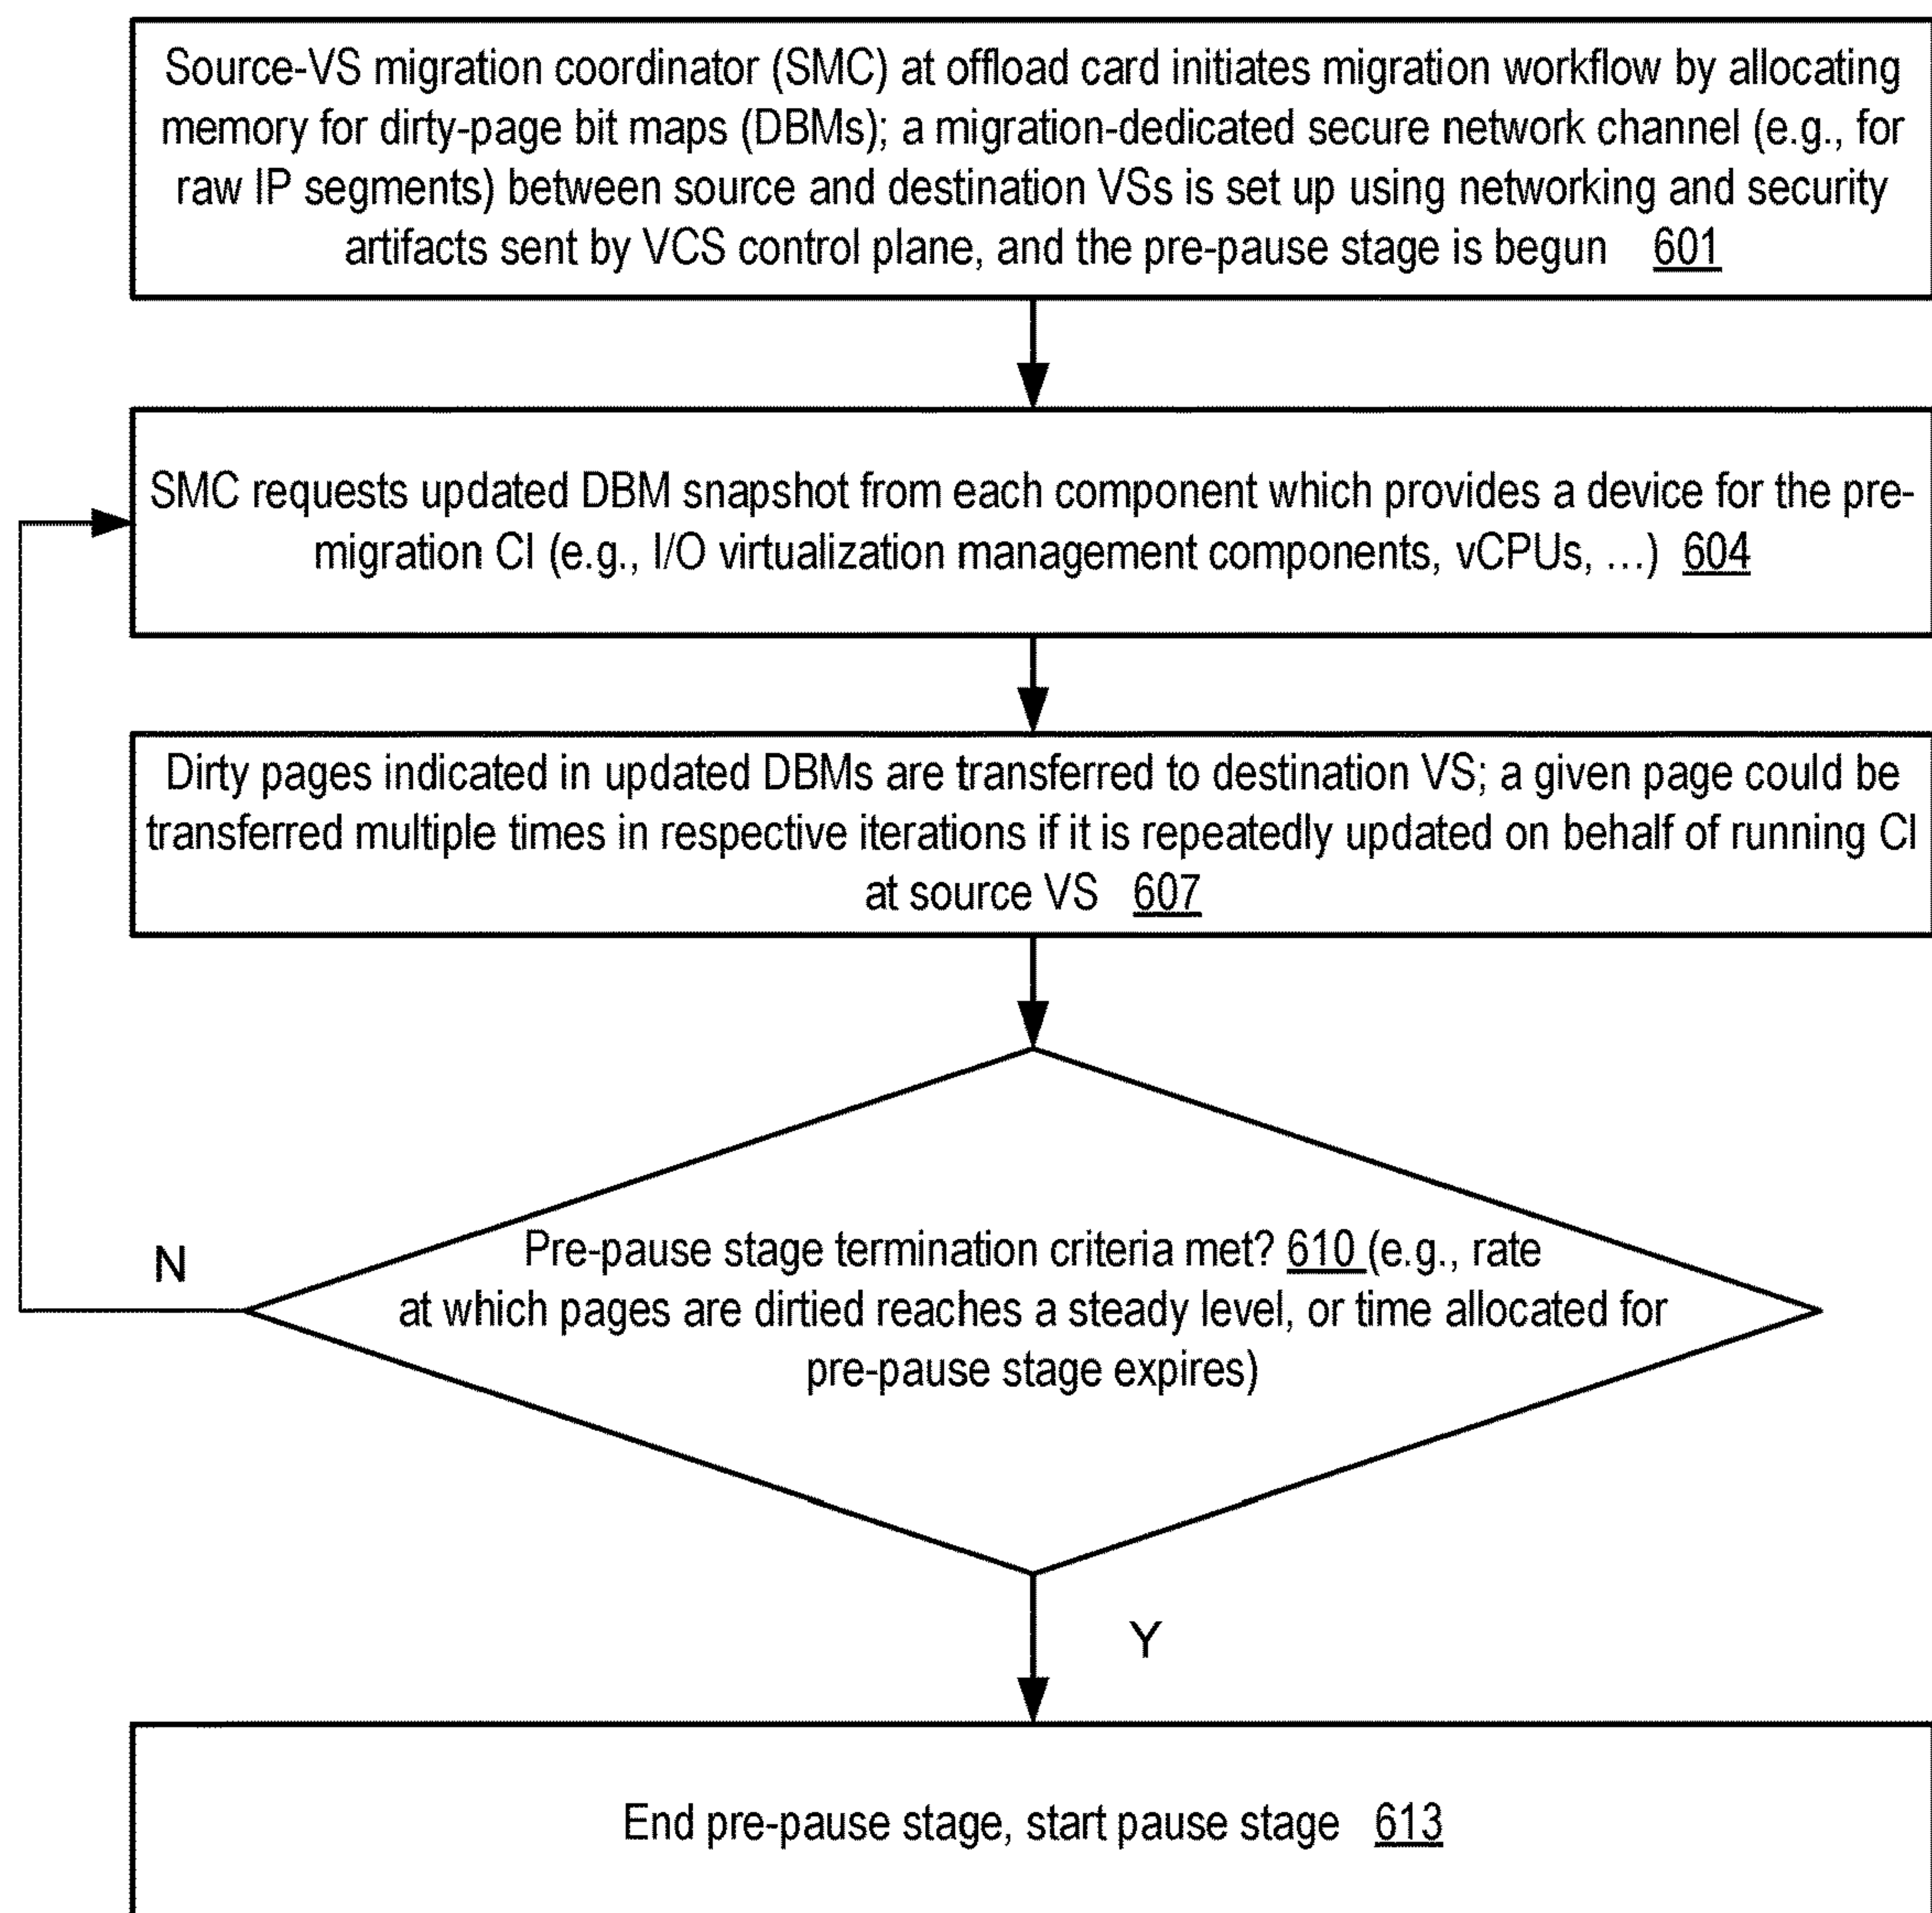 Source-VS migration coordinator (SMC) at offload card initiates migration workflow by allocating
memory for dirty-page bit maps (DBMs); a migration-dedicated secure network channel (e.g., for
raw IP segments) between source and destination VSs is set up using networking and security
artifacts sent by VCS control plane, and the pre-pause stage is begun 601
SMC requests updated DBM snapshot from each component which provides a device for the pre-
migration CI (e.g., I/O virtualization management components, vCPUs, …) 604
Dirty pages indicated in updated DBMs are transferred to destination VS; a given page could be
transferred multiple times in respective iterations if it is repeatedly updated on behalf of running CI
at source VS 607
N
Pre-pause stage termination criteria met? 610 (e.g., rate
at which pages are dirtied reaches a steady level, or time allocated for
pre-pause stage expires)
Y
End pre-pause stage, start pause stage 613